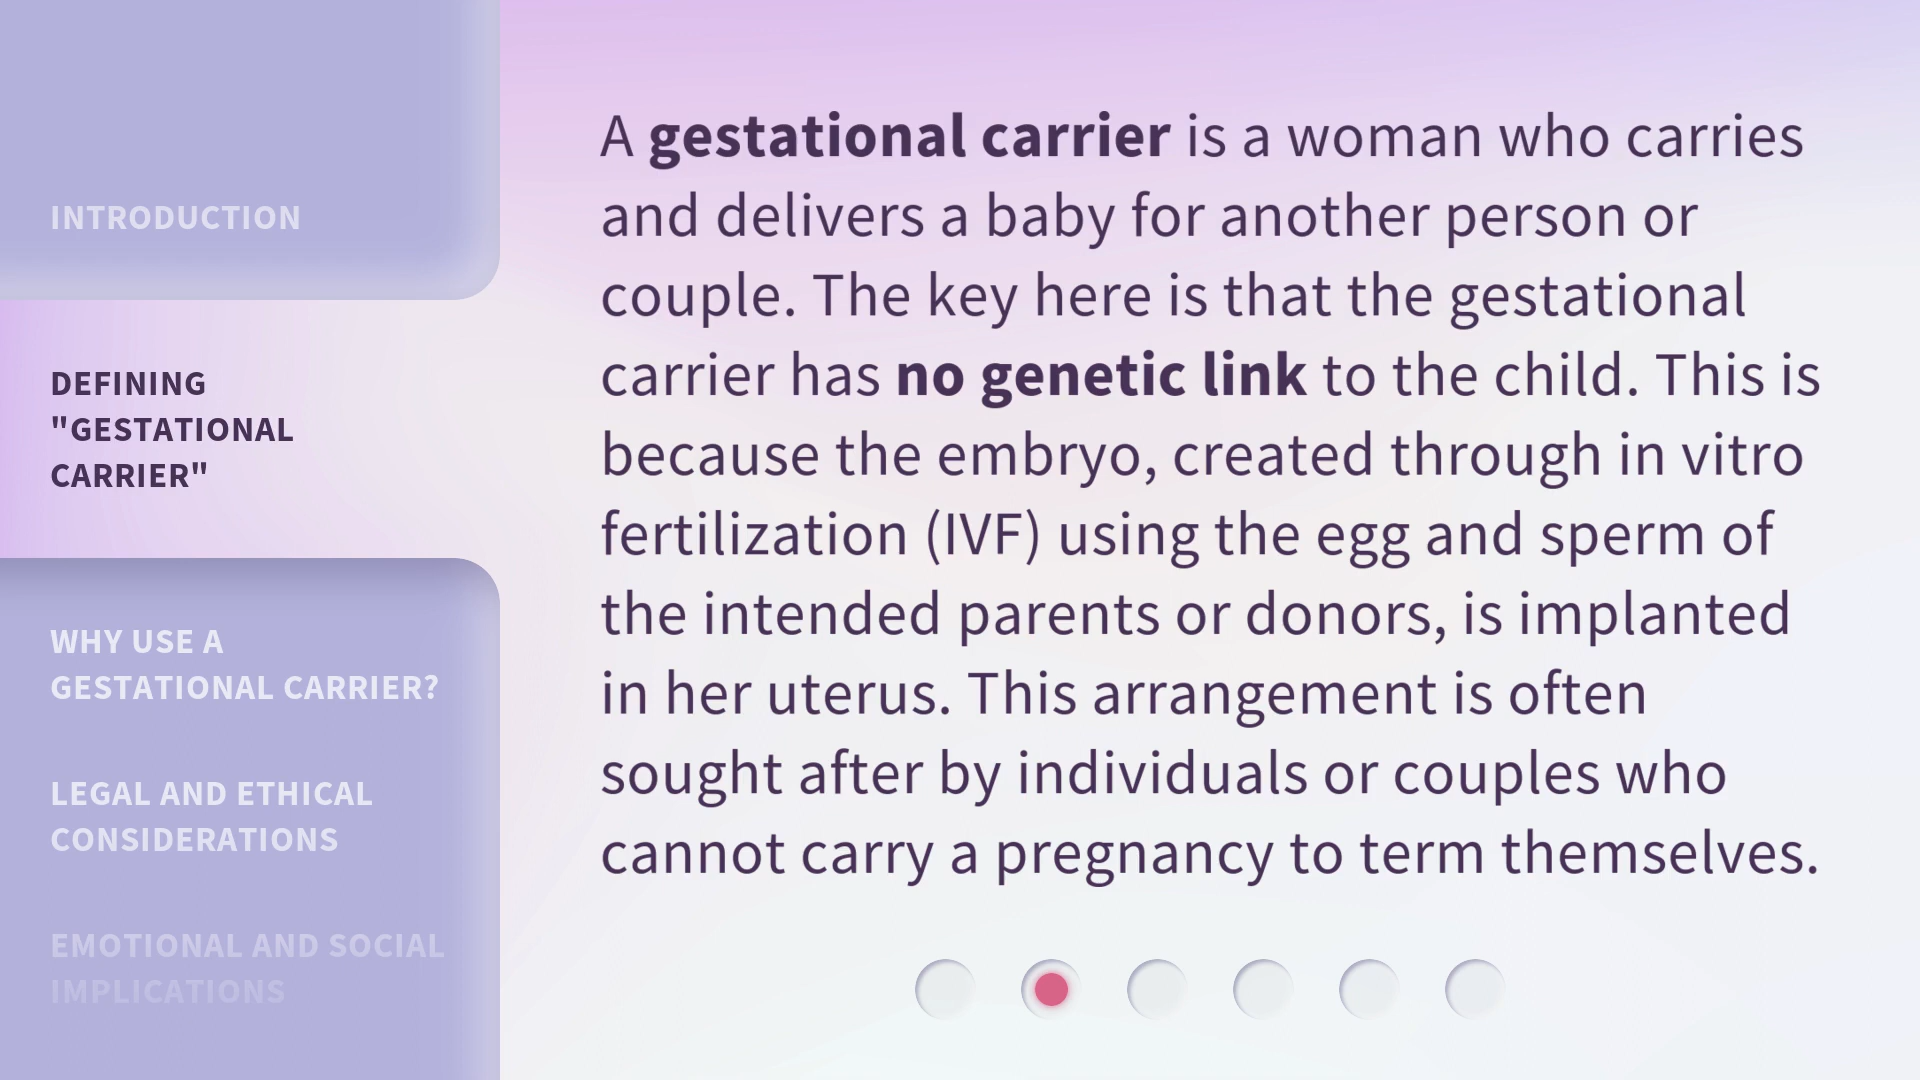 INTRODUCTION
DEFINING
"GESTATIONAL
CARRIER"
WHY USE A
GESTATIONAL CARRIER?
LEGAL AND ETHICAL
CONSIDERATIONS
EMOTIONAL AND SOCIAL
IMPLICATIONS
A gestational carrier is a woman who carries
and delivers a baby for another person or
couple. The key here is that the gestational
carrier has no genetic link to the child. This is
because the embryo, created through in vitro
fertilization (IVF) using the egg and sperm of
the intended parents or donors, is implanted
in her uterus. This arrangement is often
sought after by individuals or couples who
cannot carry a pregnancy to term themselves.